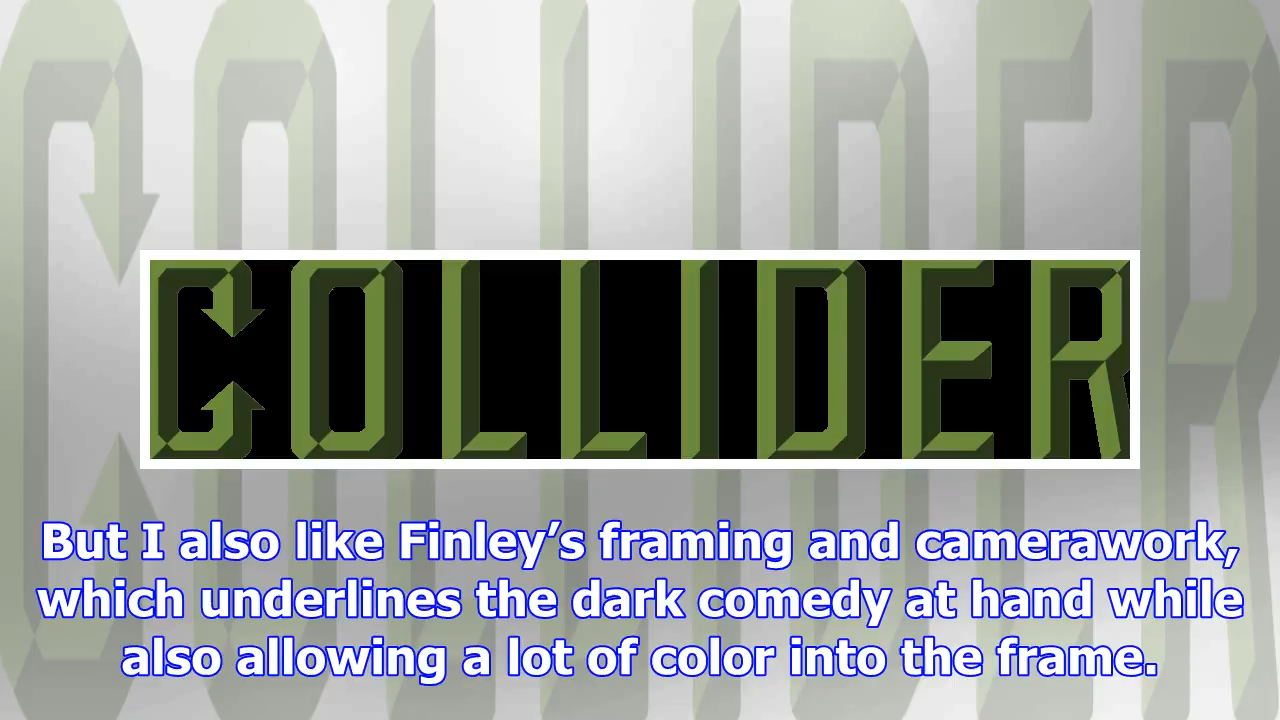 COLLIDER
But I also like Finley’s framing and camerawork,
which underlines the dark comedy at hand while
also allowing a lot of color into the frame.